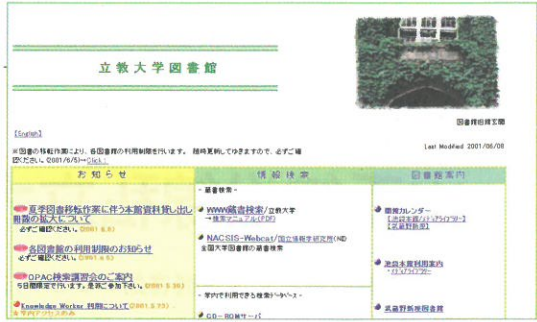 立教大学図書館
図書館旧館玄関
[English]
Last Modified 2001/06/08
※図書の移転作業により、各図書館の利用制限を行います。 随時更新してゆきますので、必ずご確
認ください。(2001/6/5)→Click!
お知らせ
夏学図書移転作業に伴う本館資料貸し出し
冊数の拡大について
必ずご確認ください。(2001.6.5)
各図書館の利用制限のお知らせ
必ずご確認ください。(2001.6.5)
OPAC検索講習会のご案内
5日間限定で行います。是非ご参加下さい。(2001.5.30)
Knowledge Worker 利用について(2001.5.23)
※学内アクセスのみ
情報検索
- 蔵書検索 -
WWW蔵書検索/立教大学
→検索マニュアル(PDF)
NACSIS-Webcat/国立情報学研究所(NII)
全国大学図書館の蔵書検索
- 学内で利用できる検索データベース -
CD-ROMサーバ
図書館案内
開館カレンダー
[池袋本館/メディアライブラリー]
[武蔵野新座]
池袋本館利用案内
・メディアライブラリー
武蔵野新座図書館